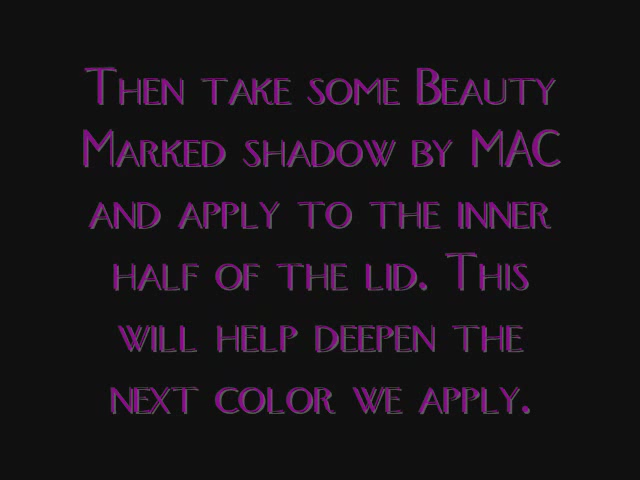 Then take some Beauty
Marked shadow by MAC
and apply to the inner
half of the lid. This
will help deepen the
next color we apply.